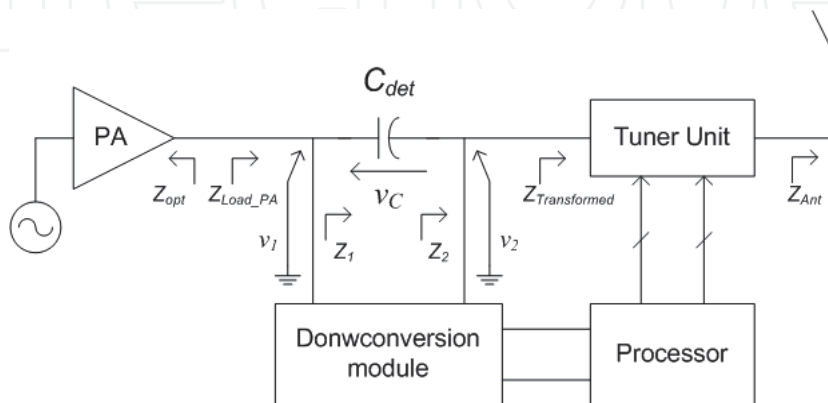 C_det
PA
Tuner Unit
Z_opt
Z_Load_PA
v_C
Z_Transformed
Z_Ant
v_1
Z_1
Z_2
v_2
Donwconversion
module
Processor